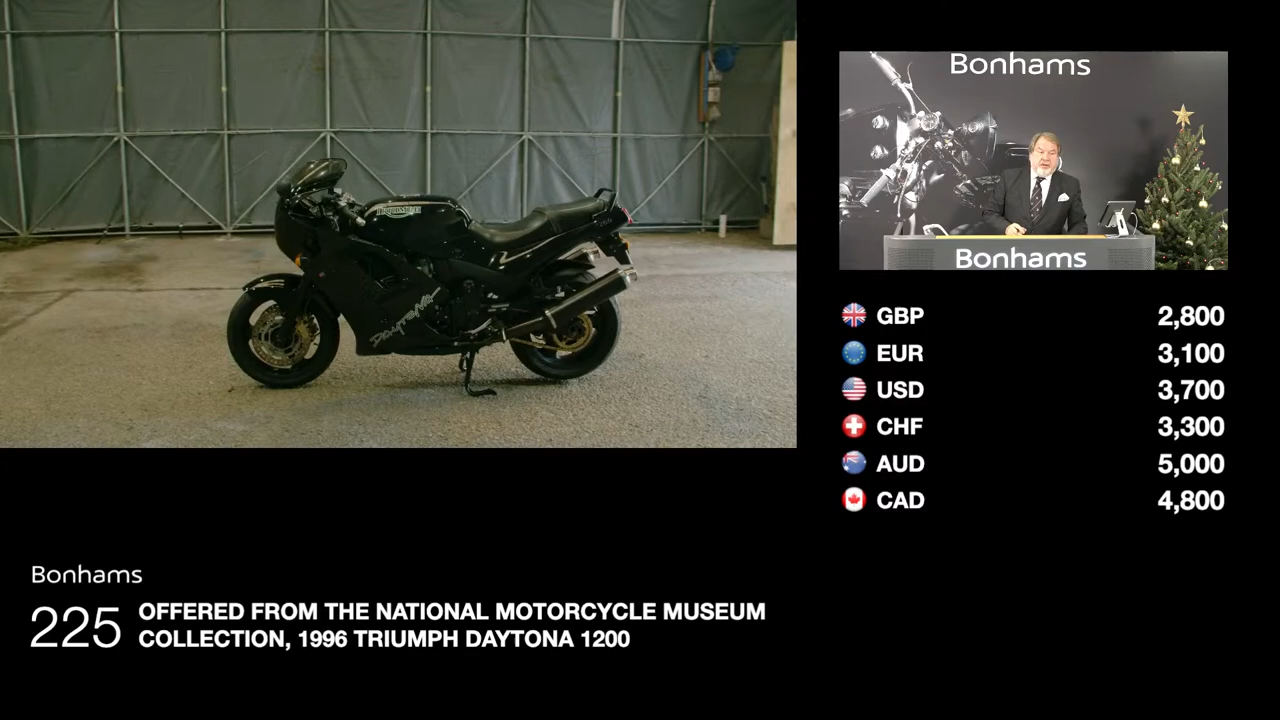 Bonhams
TRIUMPH
DAYTONA
Bonhams
GBP 2,800
EUR 3,100
USD 3,700
CHF 3,300
AUD 5,000
CAD 4,800
Bonhams
225
OFFERED FROM THE NATIONAL MOTORCYCLE MUSEUM
COLLECTION, 1996 TRIUMPH DAYTONA 1200